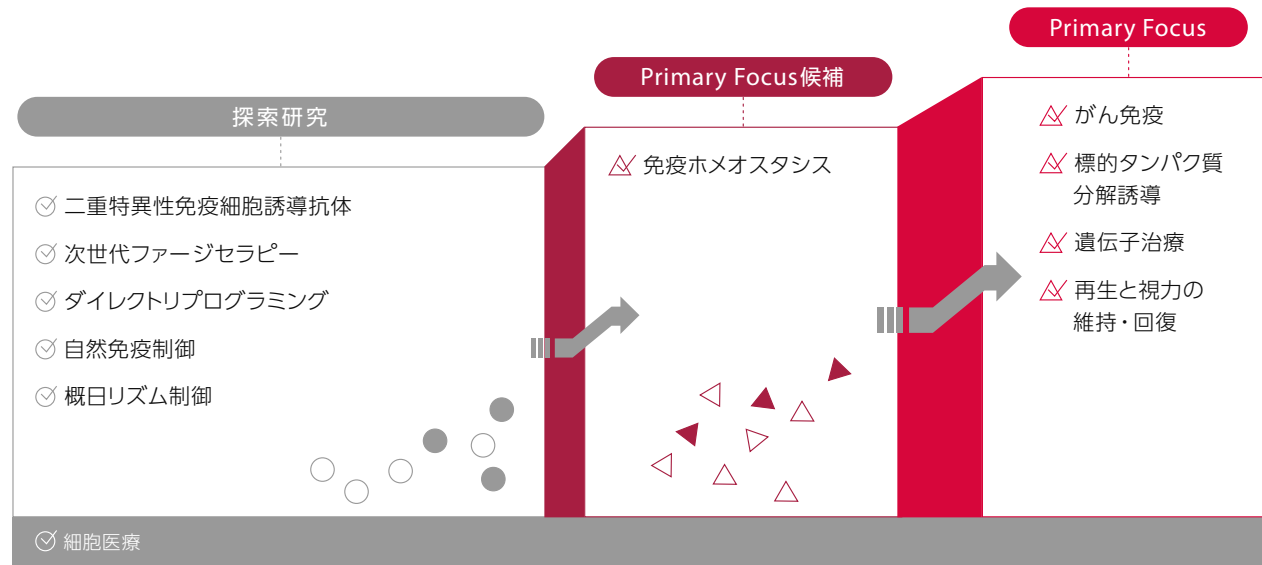 探索研究
二重特異性免疫細胞誘導抗体
次世代ファージセラピー
ダイレクトリプログラミング
自然免疫制御
概日リズム制御
Primary Focus候補
免疫ホメオスタシス
Primary Focus
がん免疫
標的タンパク質
分解誘導
遺伝子治療
再生と視力の
維持・回復
細胞医療